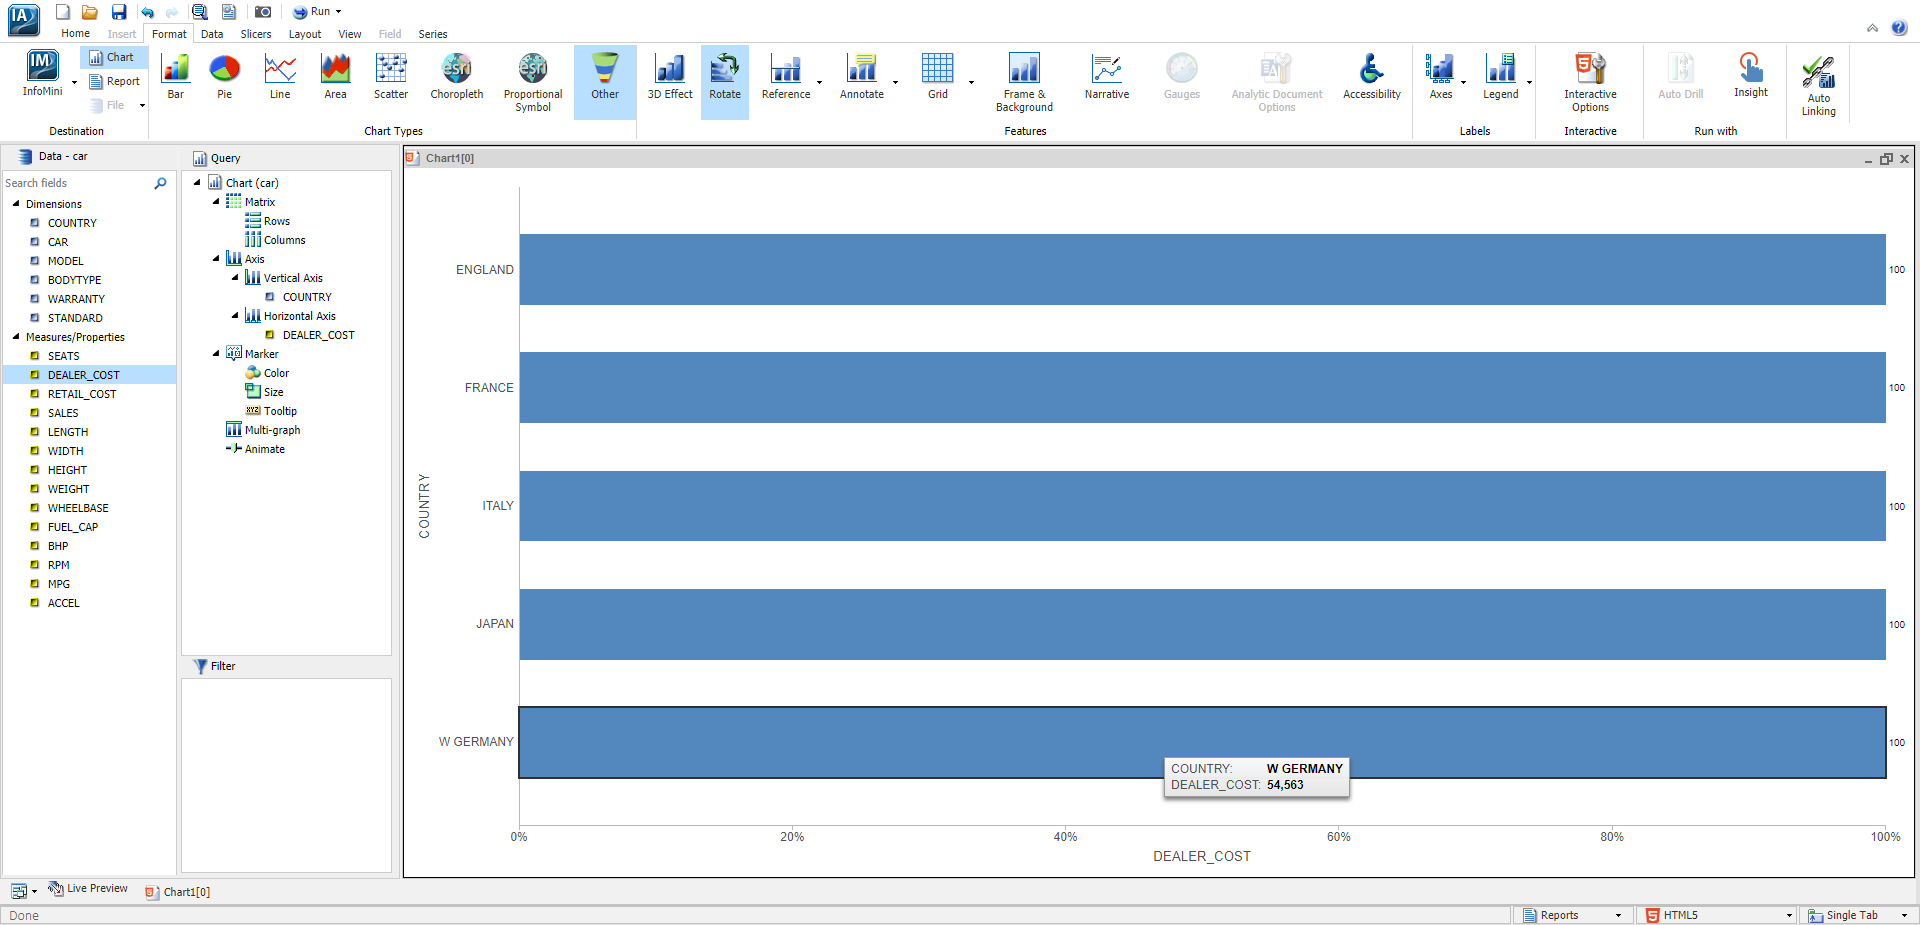 IA
Run
Home Insert Format Data Slicers Layout View Field Series
IM
InfoMini
Chart
Report
File
Destination
Bar
Pie
Line
Area
Scatter
esri
Choropleth
esri
Proportional
Symbol
Other
Chart Types
3D Effect
Rotate
Reference
Annotate
Grid
Frame &
Background
Narrative
Gauges
Analytic Document
Options
Accessibility
Features
Axes
Legend
Labels
Interactive
Options
Interactive
Auto Drill
Insight
Run with
Auto
Linking
Data - car
Search fields
Dimensions
COUNTRY
CAR
MODEL
BODYTYPE
WARRANTY
STANDARD
Measures/Properties
SEATS
DEALER_COST
RETAIL_COST
SALES
LENGTH
WIDTH
HEIGHT
WEIGHT
WHEELBASE
FUEL_CAP
BHP
RPM
MPG
ACCEL
Query
Chart (car)
Matrix
Rows
Columns
Axis
Vertical Axis
COUNTRY
Horizontal Axis
DEALER_COST
Marker
Color
Size
XYZ Tooltip
Multi-graph
Animate
Filter
Chart1[0]
COUNTRY
ENGLAND 100
FRANCE 100
ITALY 100
JAPAN 100
W GERMANY 100
COUNTRY: W GERMANY
DEALER_COST: 54,563
0% 20% 40% 60% 80% 100%
DEALER_COST
Live Preview
Chart1[0]
Done
Reports
HTML5
Single Tab